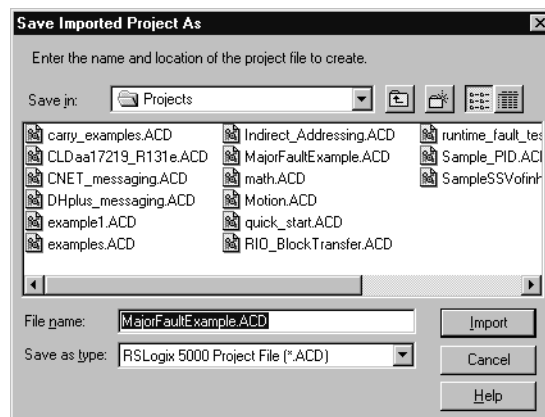 Save Imported Project As
Enter the name and location of the project file to create.
Save in: Projects
carry_examples.ACD
CLDaa17219_R131e.ACD
CNET_messaging.ACD
DHplus_messaging.ACD
example1.ACD
examples.ACD
Indirect_Addressing.ACD
MajorFaultExample.ACD
math.ACD
Motion.ACD
quick_start.ACD
RIO_BlockTransfer.ACD
runtime_fault_tes
Sample_PID.ACI
SampleSSVofinh
File name: MajorFaultExample.ACD
Import
Save as type: RSLogix 5000 Project File (*.ACD)
Cancel
Help